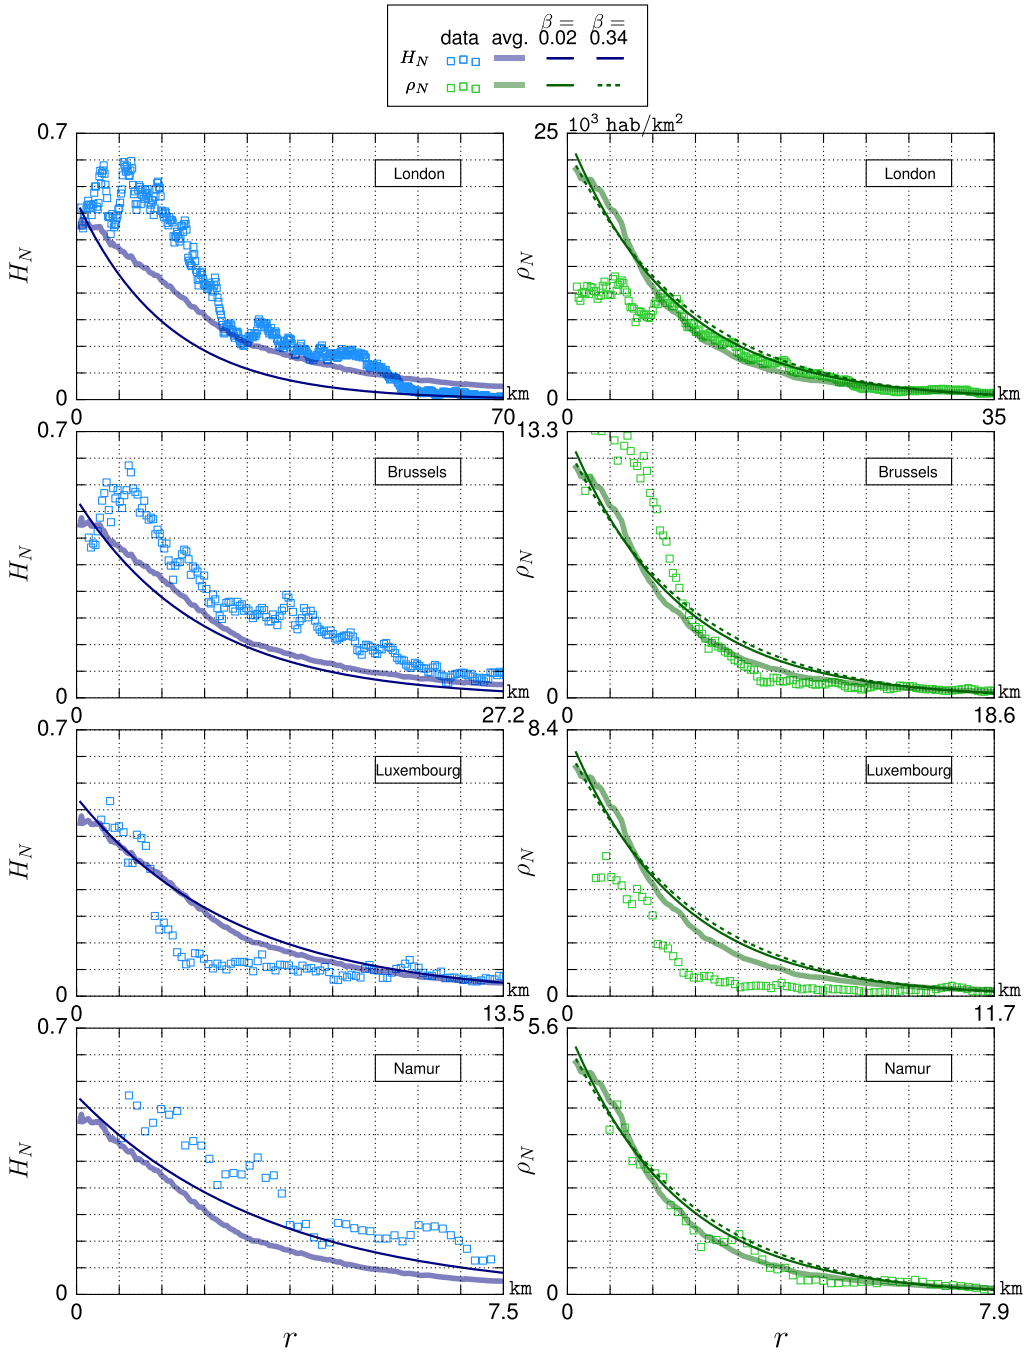 β = β =
data avg. 0.02 0.34
H_N
ρ_N
0.7 25 10³ hab/km²
London London
H_N ρ_N
0 km 0 km
0 70 0 35
0.7 13.3
Brussels Brussels
H_N ρ_N
0 km 0 km
0 27.2 0 18.6
0.7 8.4
Luxembourg Luxembourg
H_N ρ_N
0 km 0 km
0 13.5 0 11.7
0.7 5.6
Namur Namur
H_N ρ_N
0 km 0 km
0 7.5 0 7.9
r r